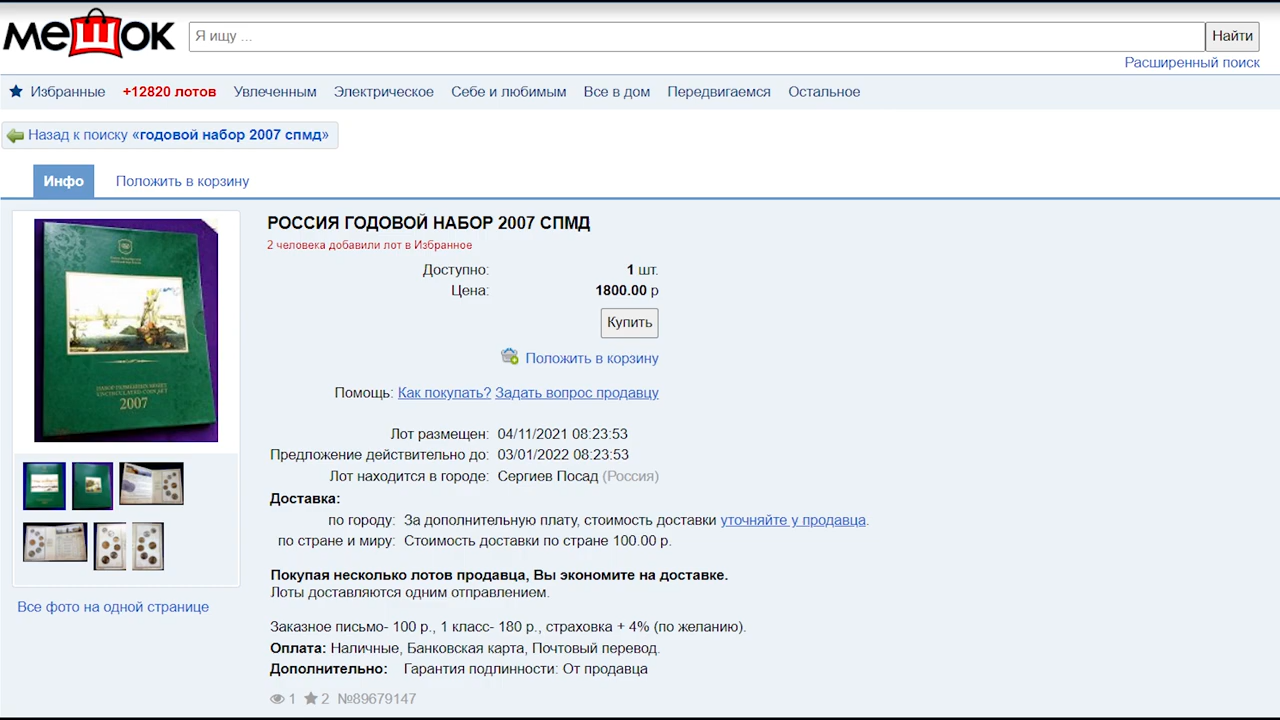 мешок
Я ищу ...
Найти
Расширенный поиск
Избранные +12820 лотов Увлеченным Электрическое Себе и любимым Все в дом Передвигаемся Остальное
Назад к поиску «годовой набор 2007 спмд»
Инфо Положить в корзину
РОССИЯ ГОДОВОЙ НАБОР 2007 СПМД
2 человека добавили лот в Избранное
Доступно: 1 шт.
Цена: 1800.00 р
Купить
Положить в корзину
Помощь: Как покупать? Задать вопрос продавцу
Лот размещен: 04/11/2021 08:23:53
Предложение действительно до: 03/01/2022 08:23:53
Лот находится в городе: Сергиев Посад (Россия)
Доставка:
по городу: За дополнительную плату, стоимость доставки уточняйте у продавца.
по стране и миру: Стоимость доставки по стране 100.00 р.
Покупая несколько лотов продавца, Вы экономите на доставке.
Лоты доставляются одним отправлением.
Заказное письмо- 100 р., 1 класс- 180 р., страховка + 4% (по желанию).
Оплата: Наличные, Банковская карта, Почтовый перевод.
Дополнительно: Гарантия подлинности: От продавца
1 2 №89679147
НАБОР РАЗМЕННЫХ МОНЕТ
UNCIRCULATED COIN SET
2007
Все фото на одной странице